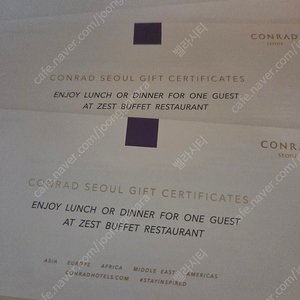 CONRAD
SEOUL
CONRAD SEOUL GIFT CERTIFICATES
ENJOY LUNCH OR DINNER FOR ONE GUEST
AT ZEST BUFFET RESTAURANT
CONRA
SEOUL
CONRAD SEOUL GIFT CERTIFICATES
ENJOY LUNCH OR DINNER FOR ONE GUEST
AT ZEST BUFFET RESTAURANT
ASIA EUROPE AFRICA MIDDLE EAST AMERICAS
CONRADHOTELS.COM #STAYINSPIRED